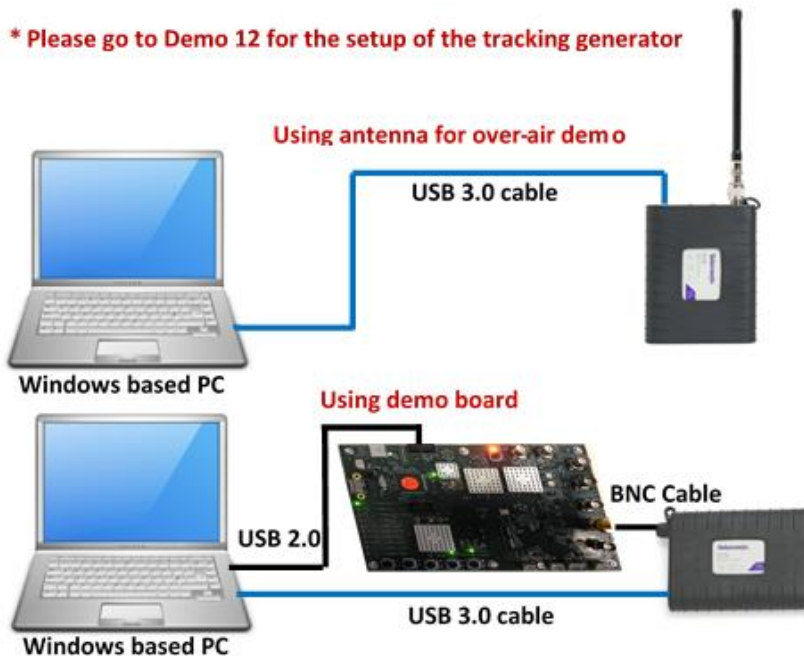 * Please go to Demo 12 for the setup of the tracking generator
Using antenna for over-air demo
USB 3.0 cable
Windows based PC
Using demo board
BNC Cable
USB 2.0
USB 3.0 cable
Windows based PC